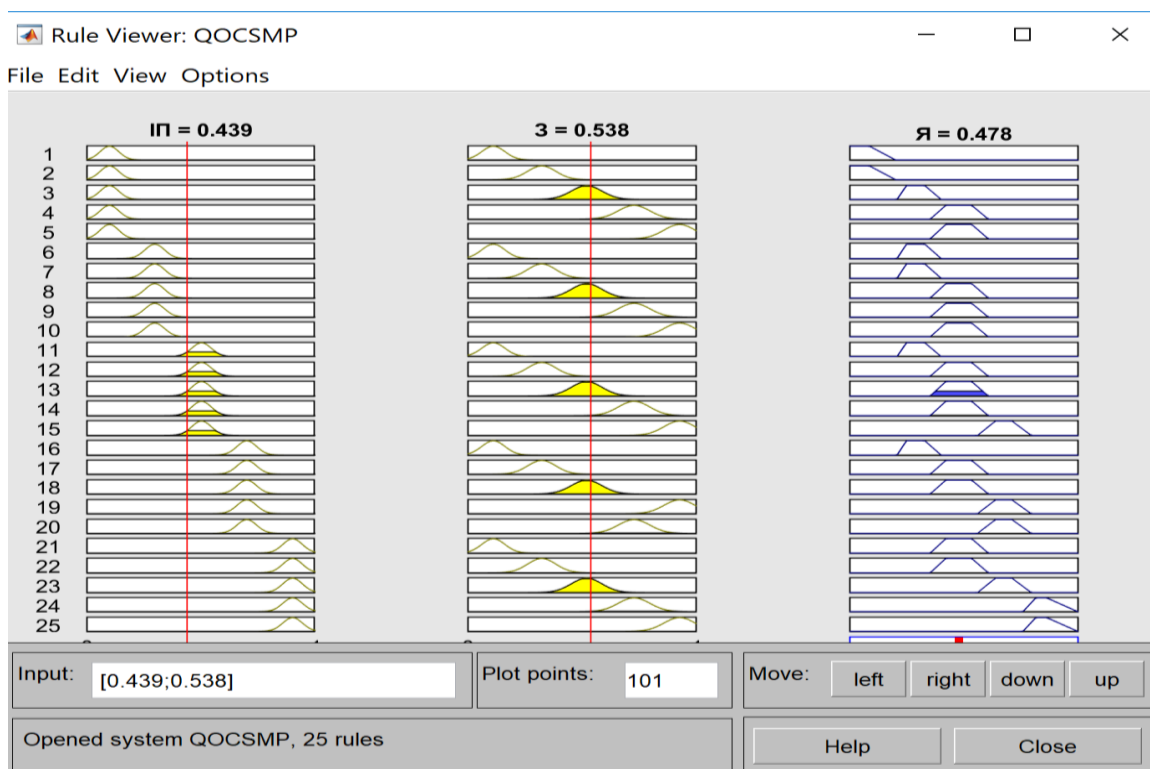 Rule Viewer: QOCSMP
File Edit View Options
ІП = 0.439
З = 0.538
Я = 0.478
1
2
3
4
5
6
7
8
9
10
11
12
13
14
15
16
17
18
19
20
21
22
23
24
25
Input:
[0.439;0.538]
Plot points:
101
Move:
left
right
down
up
Opened system QOCSMP, 25 rules
Help
Close